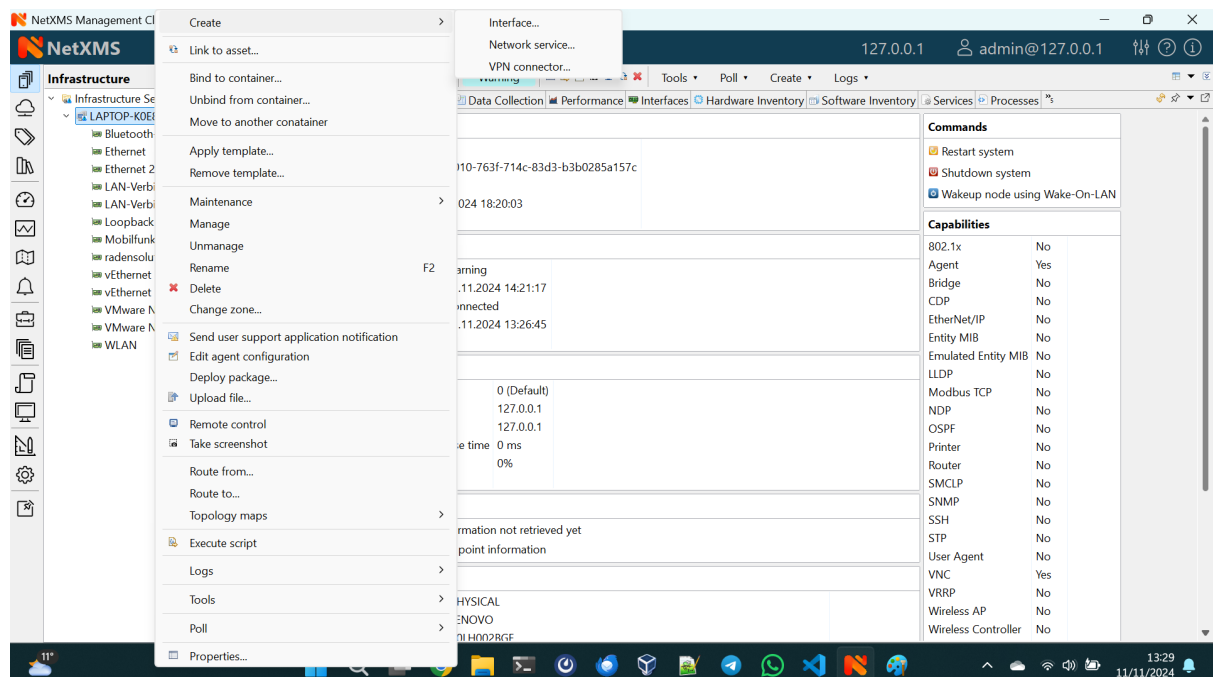 NetXMS Management Cl
NetXMS
127.0.0.1
admin@127.0.0.1
Infrastructure
Infrastructure Se
LAPTOP-K0E8
Bluetooth-
Ethernet
Ethernet 2
LAN-Verbi
LAN-Verbi
Loopback
Mobilfunk
radensolu
vEthernet
vEthernet
VMware N
VMware N
WLAN
Create
Link to asset...
Bind to container...
Unbind from container...
Move to another conatainer
Apply template...
Remove template...
Maintenance
Manage
Unmanage
Rename F2
Delete
Change zone...
Send user support application notification
Edit agent configuration
Deploy package...
Upload file...
Remote control
Take screenshot
Route from...
Route to...
Topology maps
Execute script
Logs
Tools
Poll
Properties...
Interface...
Network service...
VPN connector...
Warning
Tools Poll Create Logs
Data Collection Performance Interfaces Hardware Inventory Software Inventory Services Processes »5
010-763f-714c-83d3-b3b0285a157c
024 18:20:03
arning
.11.2024 14:21:17
onnected
.11.2024 13:26:45
0 (Default)
127.0.0.1
127.0.0.1
se time 0 ms
0%
rmation not retrieved yet
point information
HYSICAL
ENOVO
0LH002BGE
Commands
Restart system
Shutdown system
Wakeup node using Wake-On-LAN
Capabilities
802.1x No
Agent Yes
Bridge No
CDP No
EtherNet/IP No
Entity MIB No
Emulated Entity MIB No
LLDP No
Modbus TCP No
NDP No
OSPF No
Printer No
Router No
SMCLP No
SNMP No
SSH No
STP No
User Agent No
VNC Yes
VRRP No
Wireless AP No
Wireless Controller No
11°
13:29
11/11/2024